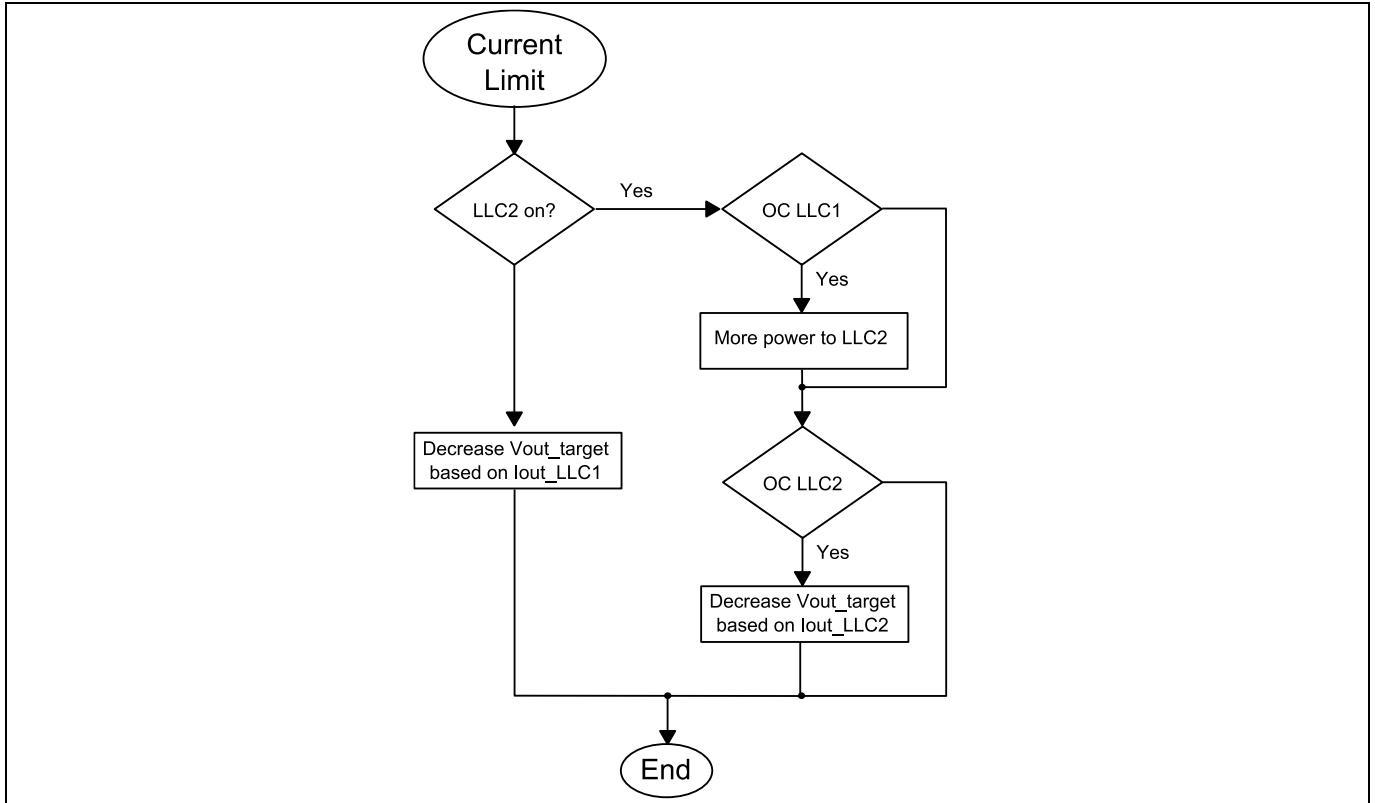 Current
Limit
LLC2 on?
Yes
OC LLC1
Yes
More power to LLC2
Decrease Vout_target
based on Iout_LLC1
OC LLC2
Yes
Decrease Vout_target
based on Iout_LLC2
End